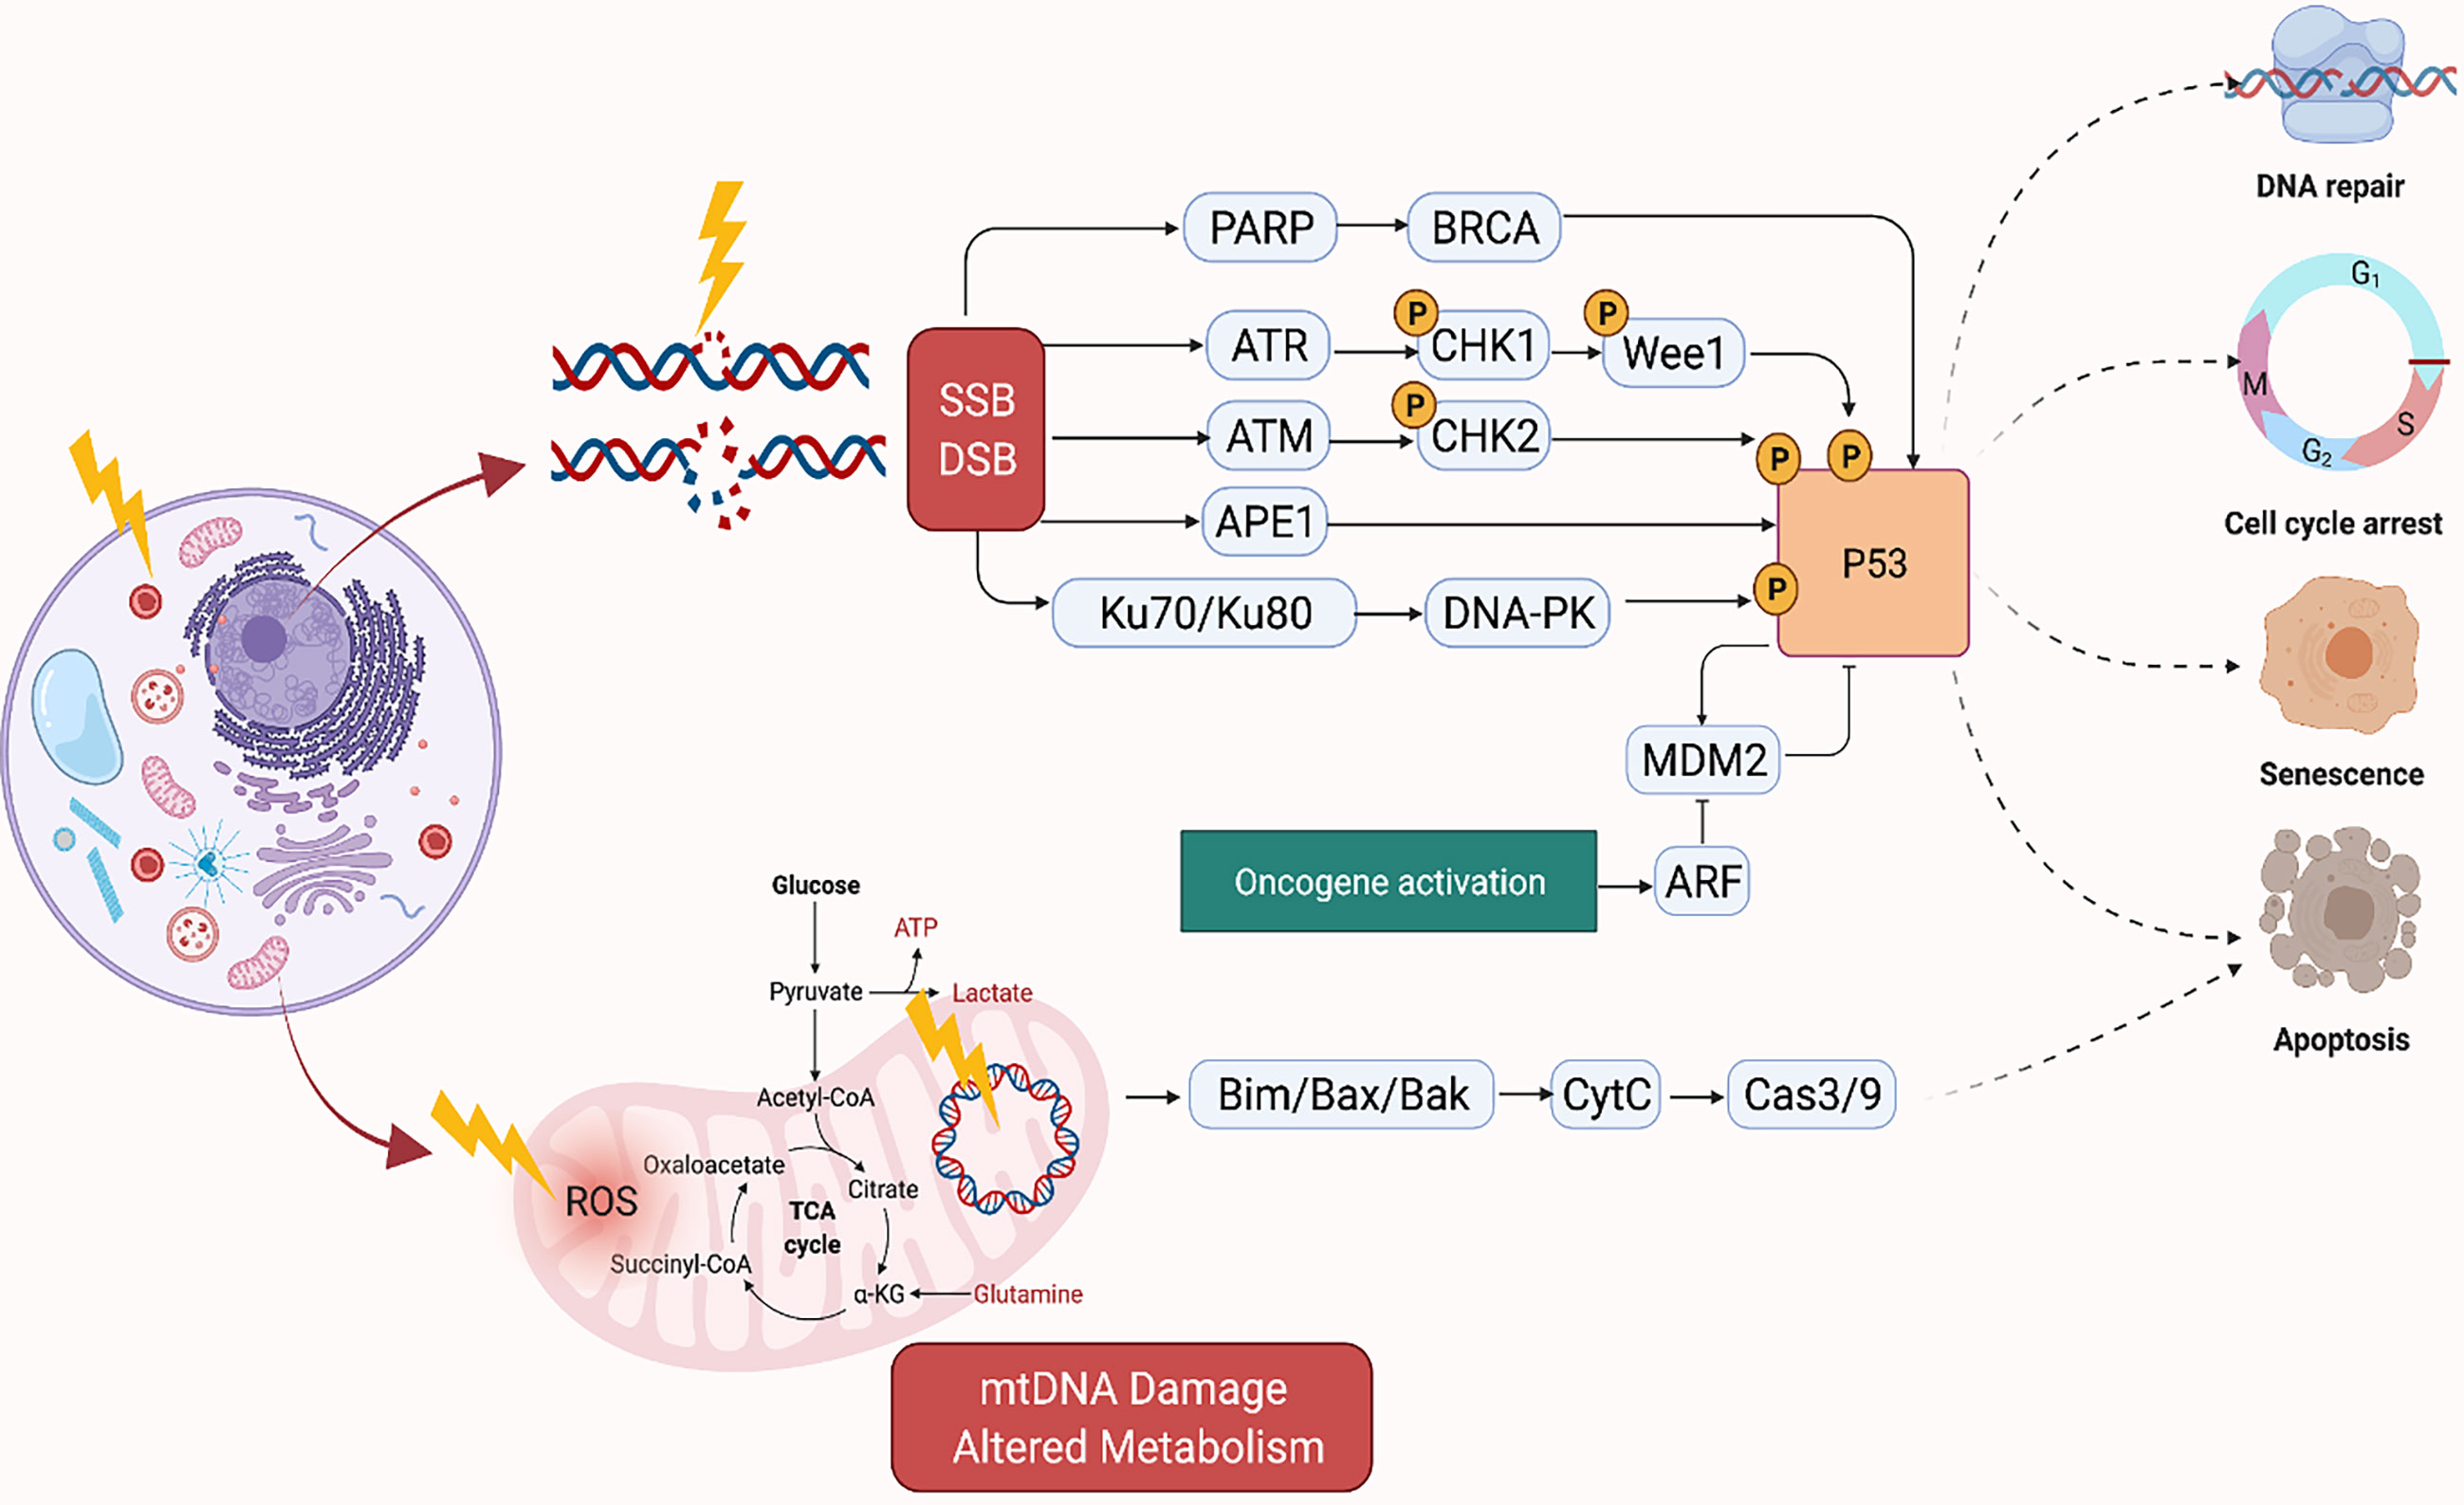 DNA repair
G1
M
S
G2
Cell cycle arrest
Senescence
Apoptosis
SSB
DSB
PARP
BRCA
P
P
ATR
CHK1
Wee1
P
ATM
CHK2
P
P
APE1
P53
P
Ku70/Ku80
DNA-PK
MDM2
Oncogene activation
ARF
Glucose
ATP
Pyruvate
Lactate
Acetyl-CoA
Oxaloacetate
Citrate
TCA
cycle
ROS
Succinyl-CoA
α-KG
Glutamine
Bim/Bax/Bak
CytC
Cas3/9
mtDNA Damage
Altered Metabolism